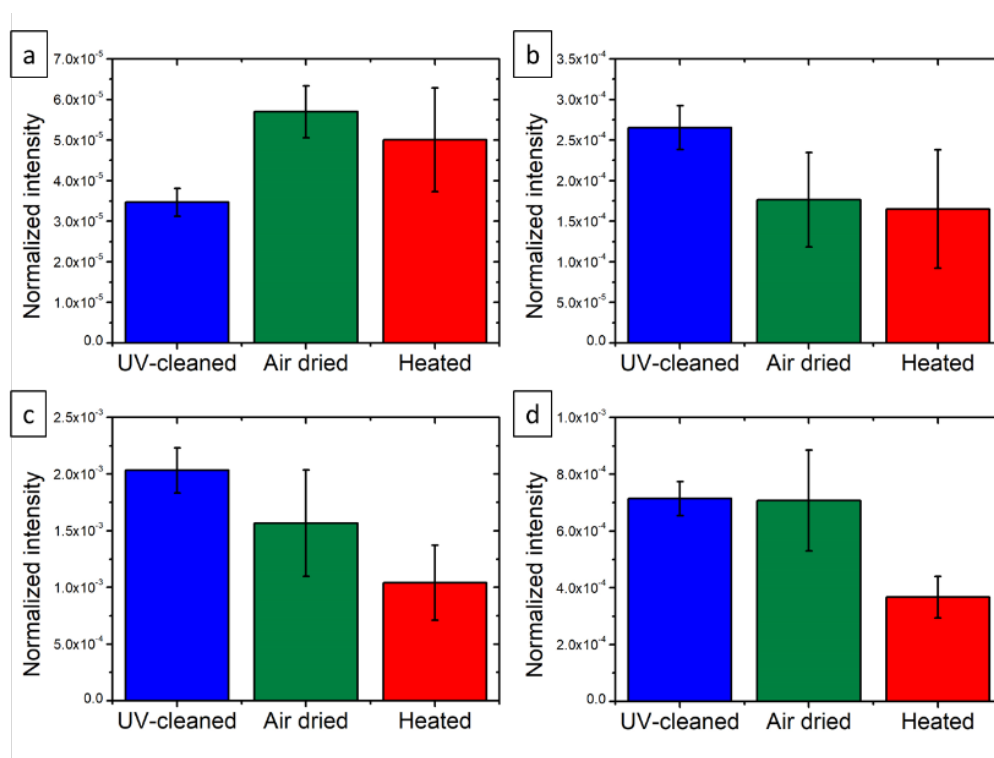 a
7.0x10⁻⁵
6.0x10⁻⁵
5.0x10⁻⁵
4.0x10⁻⁵
3.0x10⁻⁵
2.0x10⁻⁵
1.0x10⁻⁵
0.0
Normalized intensity
UV-cleaned Air dried Heated
b
3.5x10⁻⁴
3.0x10⁻⁴
2.5x10⁻⁴
2.0x10⁻⁴
1.5x10⁻⁴
1.0x10⁻⁴
5.0x10⁻⁵
0.0
Normalized intensity
UV-cleaned Air dried Heated
c
2.5x10⁻³
2.0x10⁻³
1.5x10⁻³
1.0x10⁻³
5.0x10⁻⁴
0.0
Normalized intensity
UV-cleaned Air dried Heated
d
1.0x10⁻³
8.0x10⁻⁴
6.0x10⁻⁴
4.0x10⁻⁴
2.0x10⁻⁴
0.0
Normalized intensity
UV-cleaned Air dried Heated